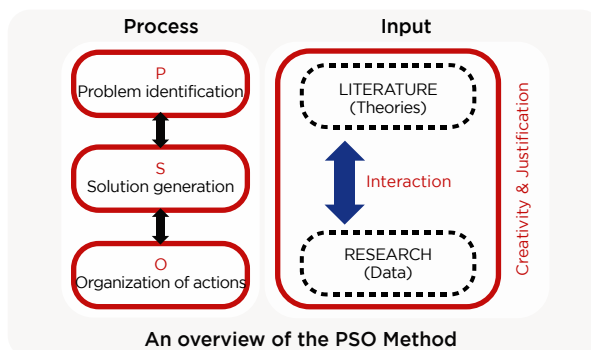 Process
P
Problem identification
S
Solution generation
O
Organization of actions
Input
LITERATURE
(Theories)
Interaction
RESEARCH
(Data)
Creativity & Justification
An overview of the PSO Method